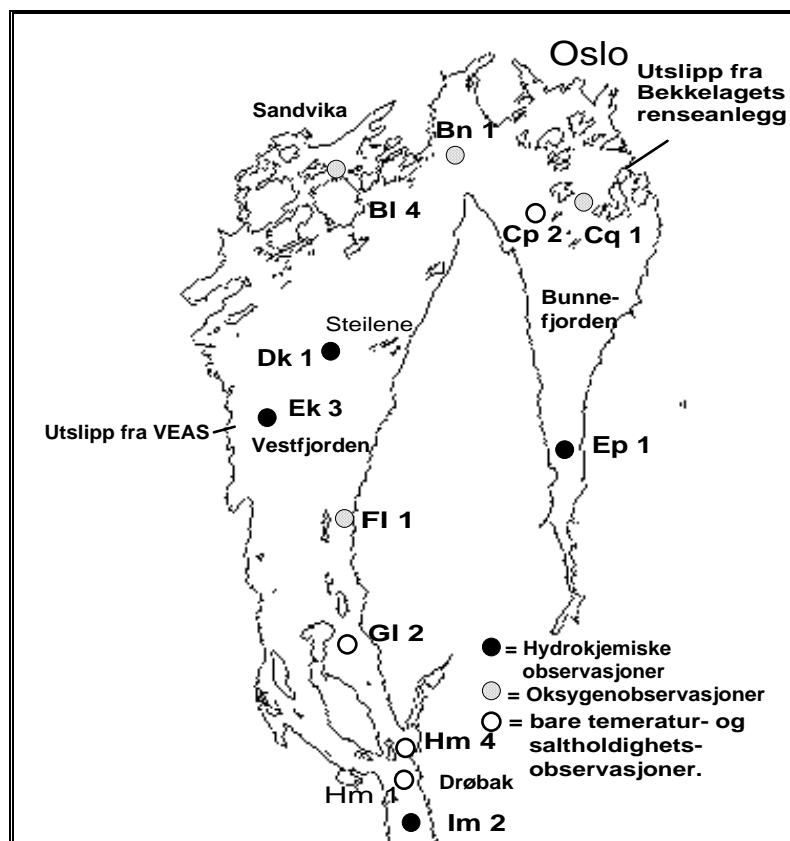 Oslo
Utslipp fra
Bekkelagets
renseanlegg
Sandvika
Bn 1
Bl 4
Cp 2
Cq 1
Bunne-
fjorden
Steilene
Dk 1
Ek 3
Utslipp fra VEAS
Vestfjorden
Ep 1
Fl 1
Gl 2
= Hydrokjemiske
observasjoner
= Oksygenobservasjoner
= bare temeratur- og
saltholdighets-
observasjoner.
Hm 4
Hm 1
Drøbak
Im 2